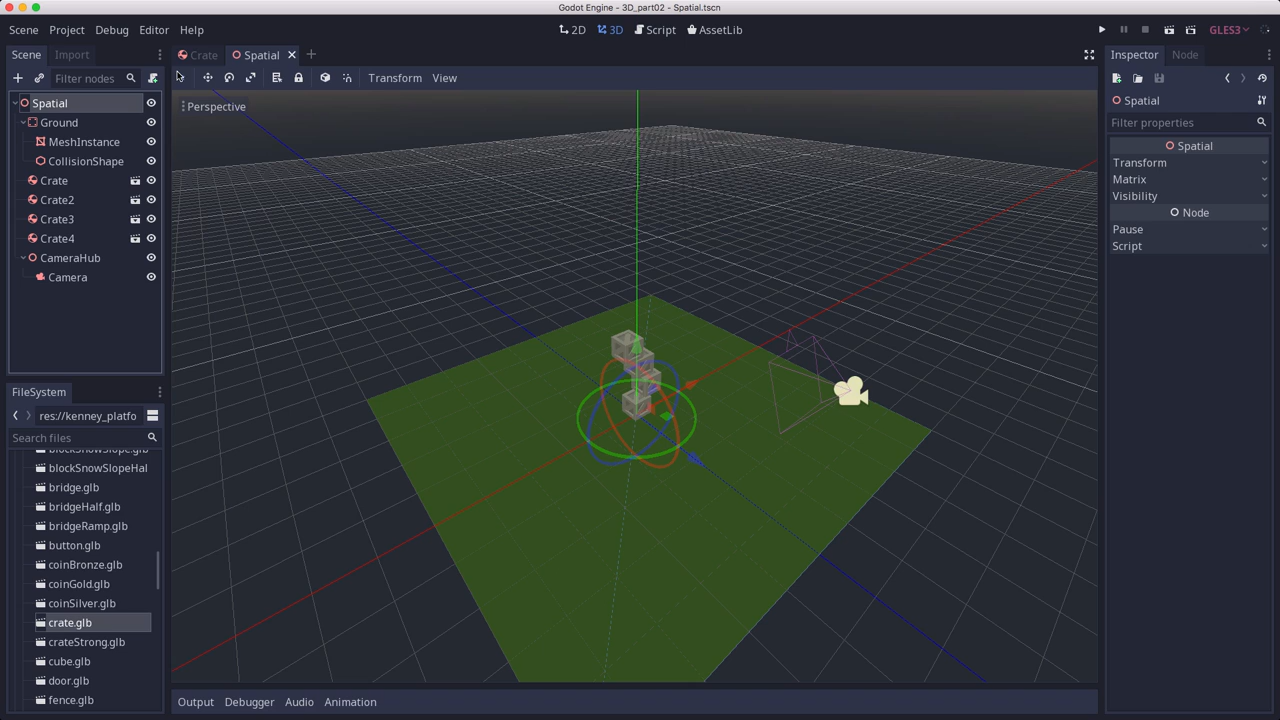 Godot Engine - 3D_part02 - Spatial.tscn
Scene Project Debug Editor Help
2D 3D Script AssetLib
GLES3
Scene Import
Crate Spatial
Inspector Node
Filter nodes
Transform View
Spatial
Perspective
Ground
MeshInstance
CollisionShape
Crate
Crate2
Crate3
Crate4
CameraHub
Camera
FileSystem
res://kenney_platfo
Search files
blockSnowSlope.glb
blockSnowSlopeHal
bridge.glb
bridgeHalf.glb
bridgeRamp.glb
button.glb
coinBronze.glb
coinGold.glb
coinSilver.glb
crate.glb
crateStrong.glb
cube.glb
door.glb
fence.glb
Output Debugger Audio Animation
Spatial
Filter properties
Spatial
Transform
Matrix
Visibility
Node
Pause
Script